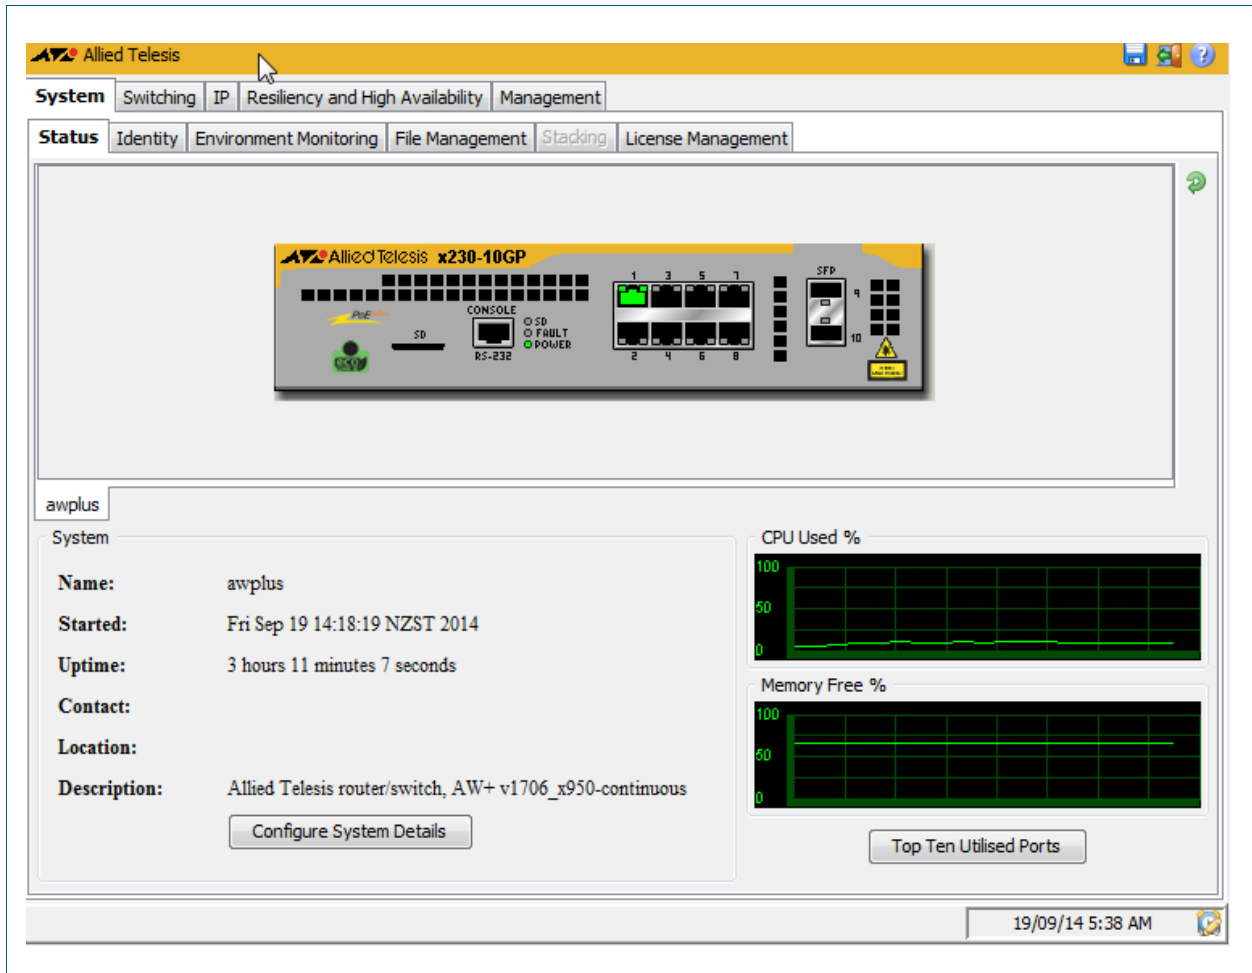 Allied Telesis
System Switching IP Resiliency and High Availability Management
Status Identity Environment Monitoring File Management Stacking License Management
Allied Telesis x230-10GP
1 3 5 7
SFP
9
PoE
CONSOLE
SD
SD
FAULT
POWER
RS-232
eco
2 4 6 8
10
awplus
System
Name: awplus
Started: Fri Sep 19 14:18:19 NZST 2014
Uptime: 3 hours 11 minutes 7 seconds
Contact:
Location:
Description: Allied Telesis router/switch, AW+ v1706_x950-continuous
Configure System Details
CPU Used %
100
50
0
Memory Free %
100
50
0
Top Ten Utilised Ports
19/09/14 5:38 AM